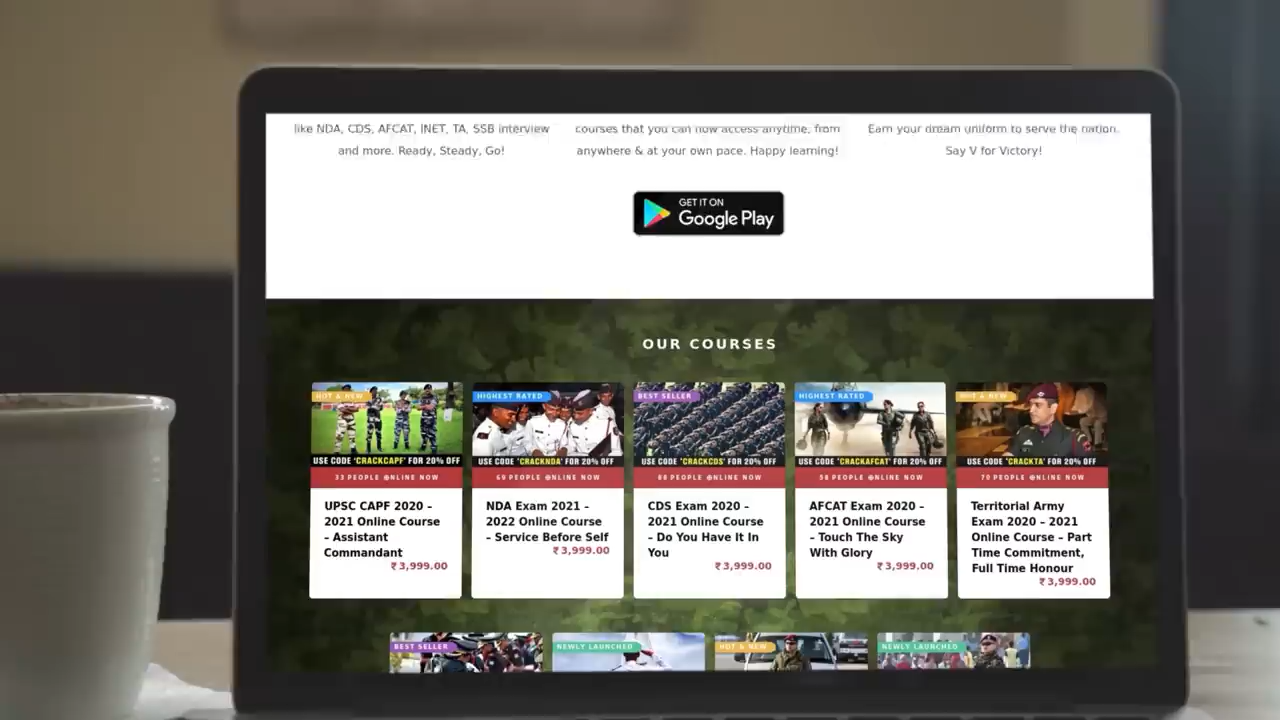 like NDA, CDS, AFCAT, INET, TA, SSB interview
and more. Ready, Steady, Go!
courses that you can now access anytime, from
anywhere & at your own pace. Happy learning!
Earn your dream uniform to serve the nation.
Say V for Victory!
GET IT ON
Google Play
OUR COURSES
HOT & NEW
USE CODE 'CRACKCAPF' FOR 20% OFF
33 PEOPLE ONLINE NOW
UPSC CAPF 2020 –
2021 Online Course
– Assistant
Commandant
₹ 3,999.00
HIGHEST RATED
USE CODE 'CRACKNDA' FOR 20% OFF
69 PEOPLE ONLINE NOW
NDA Exam 2021 –
2022 Online Course
– Service Before Self
₹ 3,999.00
BEST SELLER
USE CODE 'CRACKCDS' FOR 20% OFF
PEOPLE ONLINE NOW
CDS Exam 2020 –
2021 Online Course
– Do You Have It In
You
₹ 3,999.00
HIGHEST RATED
USE CODE 'CRACKAFCAT' FOR 20% OFF
PEOPLE ONLINE NOW
AFCAT Exam 2020 –
2021 Online Course
– Touch The Sky
With Glory
₹ 3,999.00
HOT & NEW
USE CODE 'CRACKTA' FOR 20% OFF
70 PEOPLE ONLINE NOW
Territorial Army
Exam 2020 – 2021
Online Course – Part
Time Commitment,
Full Time Honour
₹ 3,999.00
BEST SELLER
NEWLY LAUNCHED
HOT & NEW
NEWLY LAUNCHED